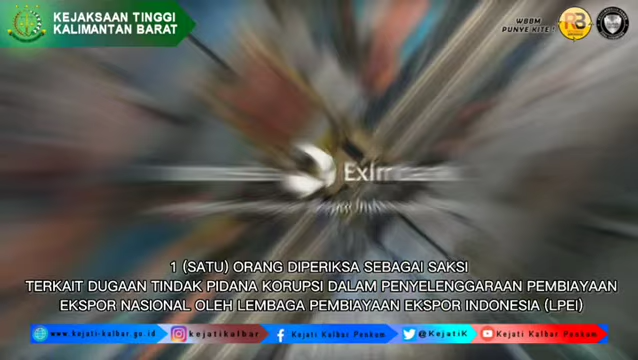 KEJAKSAAN TINGGI
KALIMANTAN BARAT
WBBM
PUNYE KITE !
RB
1 (SATU) ORANG DIPERIKSA SEBAGAI SAKSI
TERKAIT DUGAAN TINDAK PIDANA KORUPSI DALAM PENYELENGGARAAN PEMBIAYAAN
EKSPOR NASIONAL OLEH LEMBAGA PEMBIAYAAN EKSPOR INDONESIA (LPEI)
www.kejati-kalbar.go.id kejatikalbar Kejati Kalbar Penkum @KejatiK Kejati Kalbar Penkum